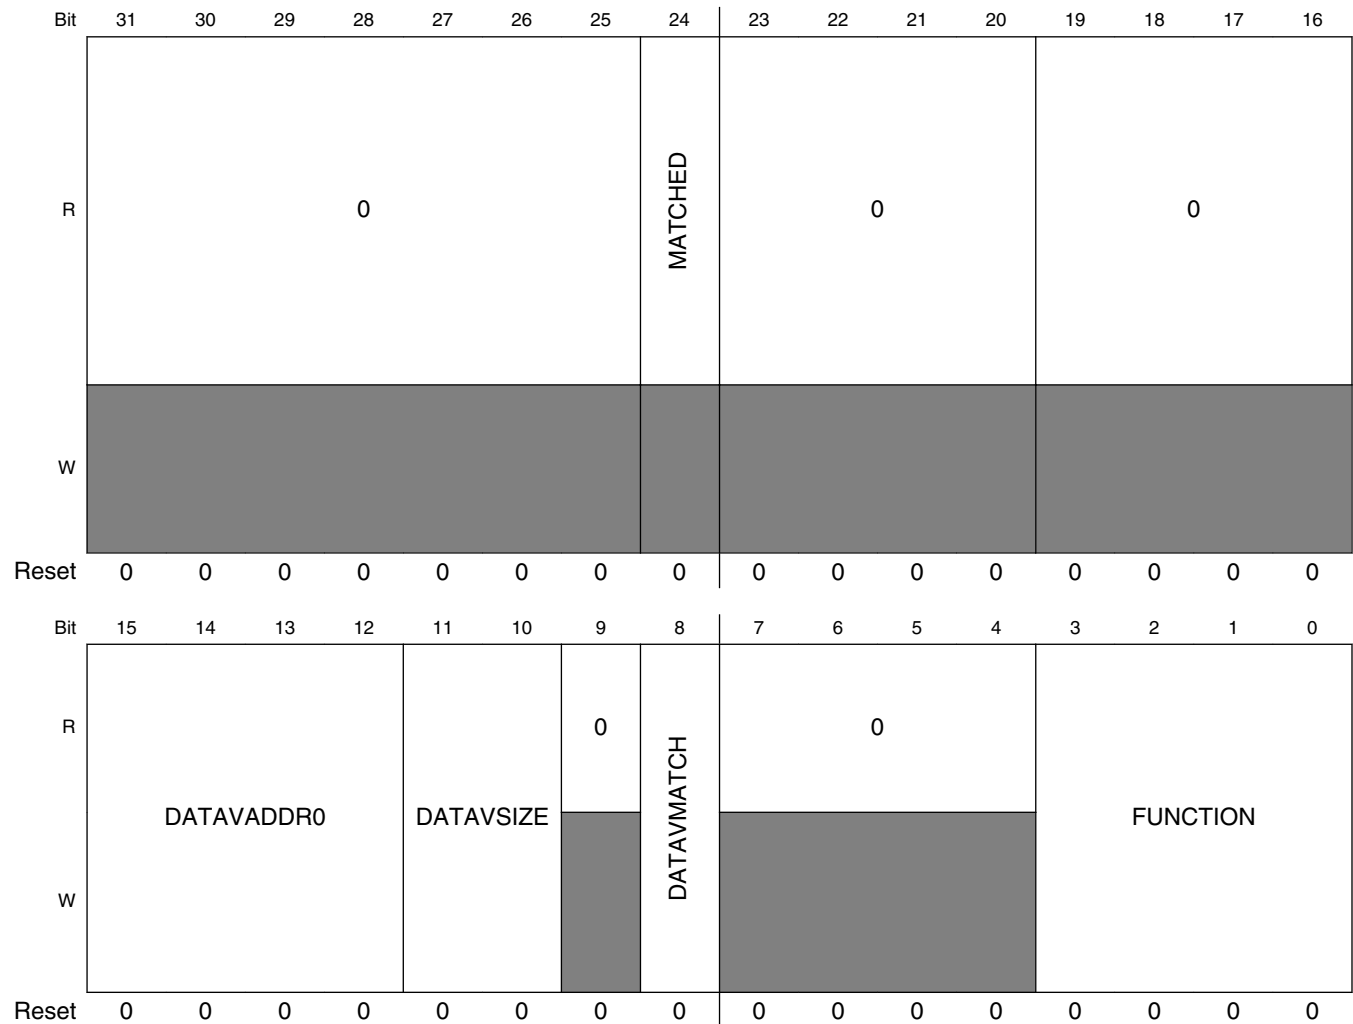 Bit 31 30 29 28 27 26 25 24 23 22 21 20 19 18 17 16
R 0 MATCHED 0 0
W
Reset 0 0 0 0 0 0 0 0 0 0 0 0 0 0 0 0
Bit 15 14 13 12 11 10 9 8 7 6 5 4 3 2 1 0
R 0 0
DATAVADDR0 DATAVSIZE DATAVMATCH FUNCTION
W
Reset 0 0 0 0 0 0 0 0 0 0 0 0 0 0 0 0